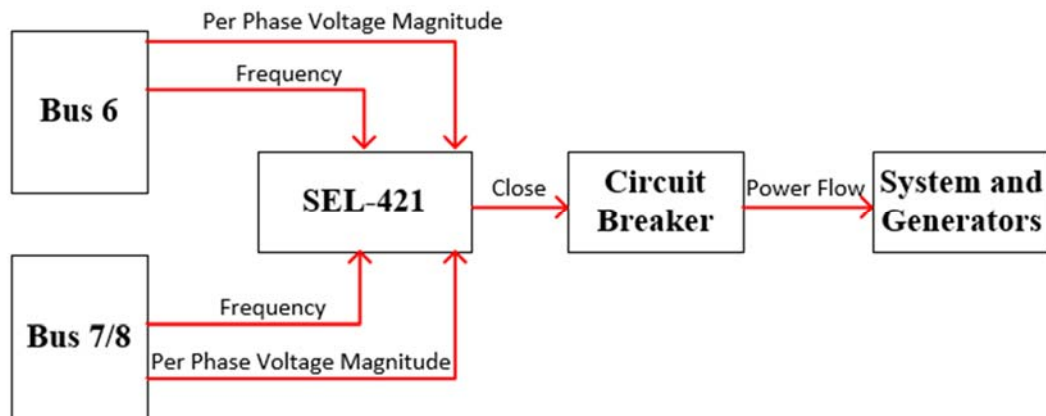 Per Phase Voltage Magnitude
Frequency
Bus 6
SEL-421
Close
Circuit
Breaker
Power Flow
System and
Generators
Bus 7/8
Frequency
Per Phase Voltage Magnitude